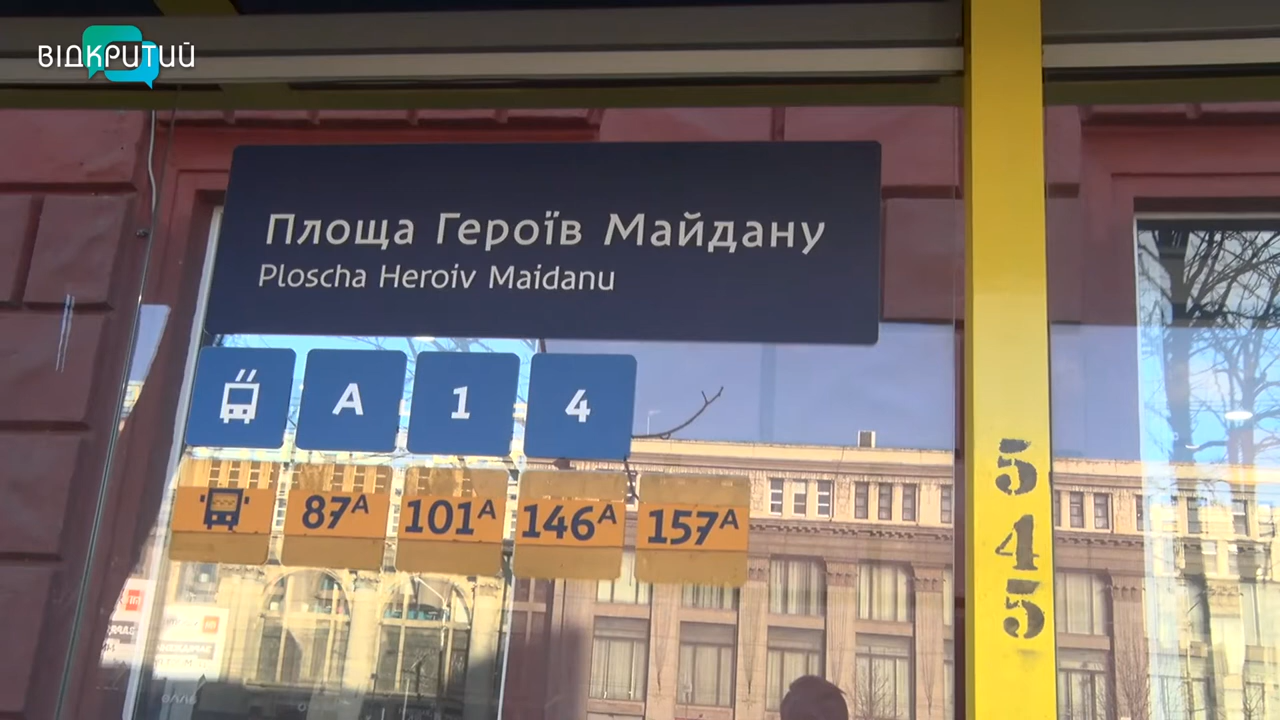 ВІДКРИТИЙ
Площа Героїв Майдану
Ploscha Heroiv Maidanu
А 1 4
87А 101А 146А 157А
5
4
5